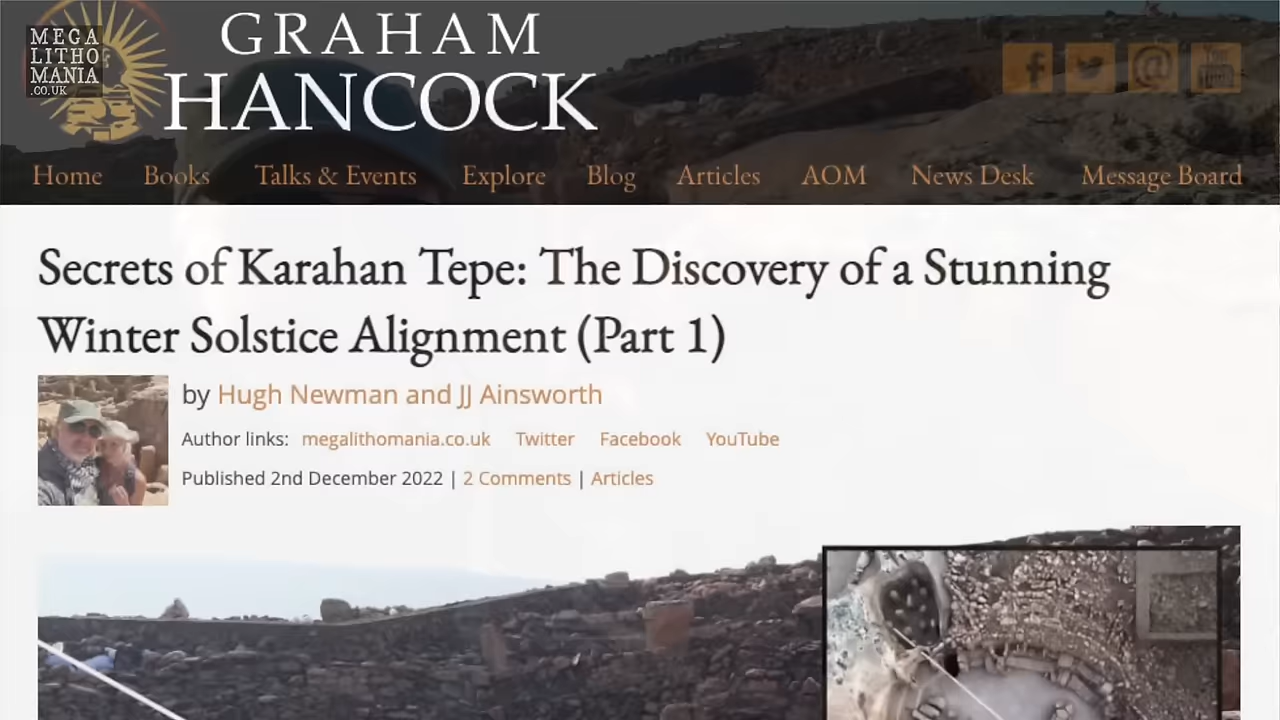 MEGA
LITHO
MANIA
.CO.UK
GRAHAM
HANCOCK
Home Books Talks & Events Explore Blog Articles AOM News Desk Message Board
Secrets of Karahan Tepe: The Discovery of a Stunning
Winter Solstice Alignment (Part 1)
by Hugh Newman and JJ Ainsworth
Author links: megalithomania.co.uk Twitter Facebook YouTube
Published 2nd December 2022 | 2 Comments | Articles